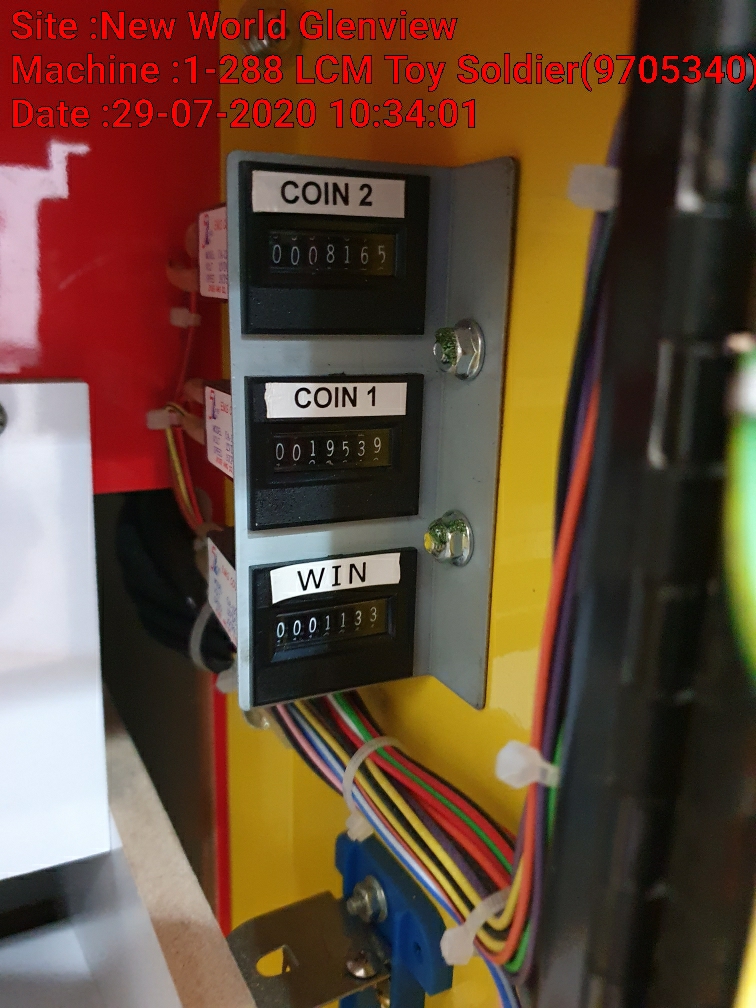 Site :New World Glenview
Machine :1-288 LCM Toy Soldier(9705340)
Date :29-07-2020 10:34:01
COIN 2
0008165
COIN 1
0019539
WIN
0001133